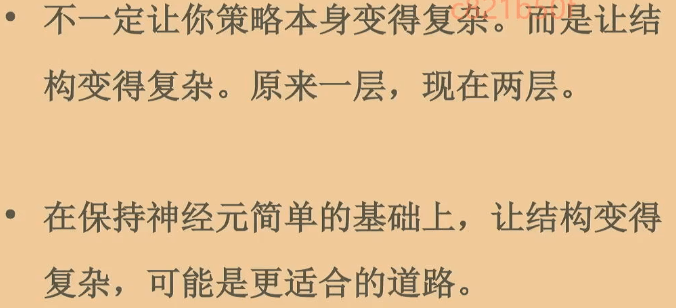 • 不一定让你策略本身变得复杂。而是让结
构变得复杂。原来一层，现在两层。
• 在保持神经元简单的基础上，让结构变得
复杂，可能是更适合的道路。